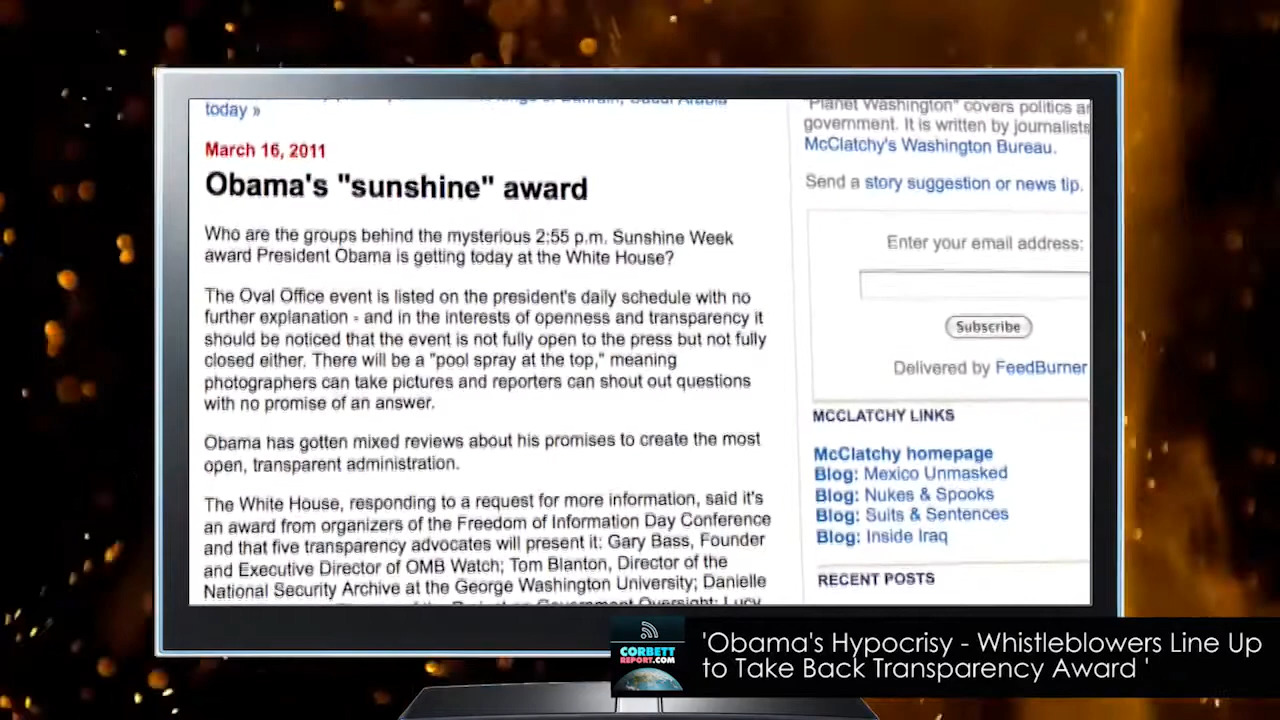 today »
March 16, 2011
Obama's "sunshine" award
Who are the groups behind the mysterious 2:55 p.m. Sunshine Week
award President Obama is getting today at the White House?
The Oval Office event is listed on the president's daily schedule with no
further explanation - and in the interests of openness and transparency it
should be noticed that the event is not fully open to the press but not fully
closed either. There will be a "pool spray at the top," meaning
photographers can take pictures and reporters can shout out questions
with no promise of an answer.
Obama has gotten mixed reviews about his promises to create the most
open, transparent administration.
The White House, responding to a request for more information, said it's
an award from organizers of the Freedom of Information Day Conference
and that five transparency advocates will present it: Gary Bass, Founder
and Executive Director of OMB Watch; Tom Blanton, Director of the
National Security Archive at the George Washington University; Danielle
"Planet Washington" covers politics
government. It is written by journalists
McClatchy's Washington Bureau.
Send a story suggestion or news tip.
Enter your email address:
Subscribe
Delivered by FeedBurner
MCCLATCHY LINKS
McClatchy homepage
Blog: Mexico Unmasked
Blog: Nukes & Spooks
Blog: Suits & Sentences
Blog: Inside Iraq
RECENT POSTS
CORBETT
REPORT.COM
'Obama's Hypocrisy - Whistleblowers Line Up
to Take Back Transparency Award '